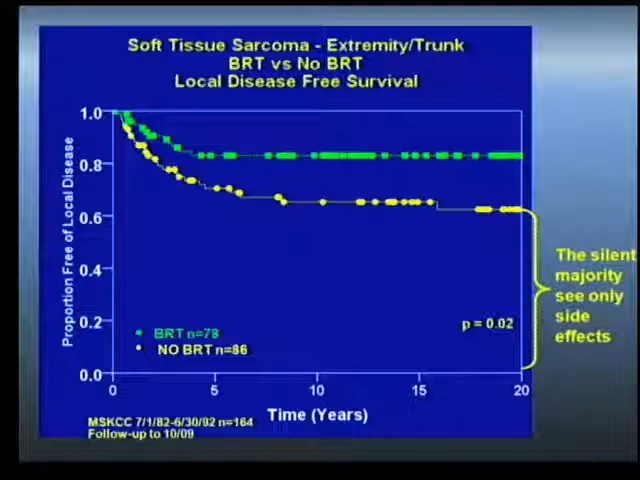 Soft Tissue Sarcoma - Extremity/Trunk
BRT vs No BRT
Local Disease Free Survival
Proportion Free of Local Disease
1.0
0.8
0.6
0.4
0.2
0.0
BRT n=78
NO BRT n=86
p = 0.02
The silent
majority
see only
side
effects
0 5 10 15 20
Time (Years)
MSKCC 7/1/82-6/30/92 n=164
Follow-up to 10/09